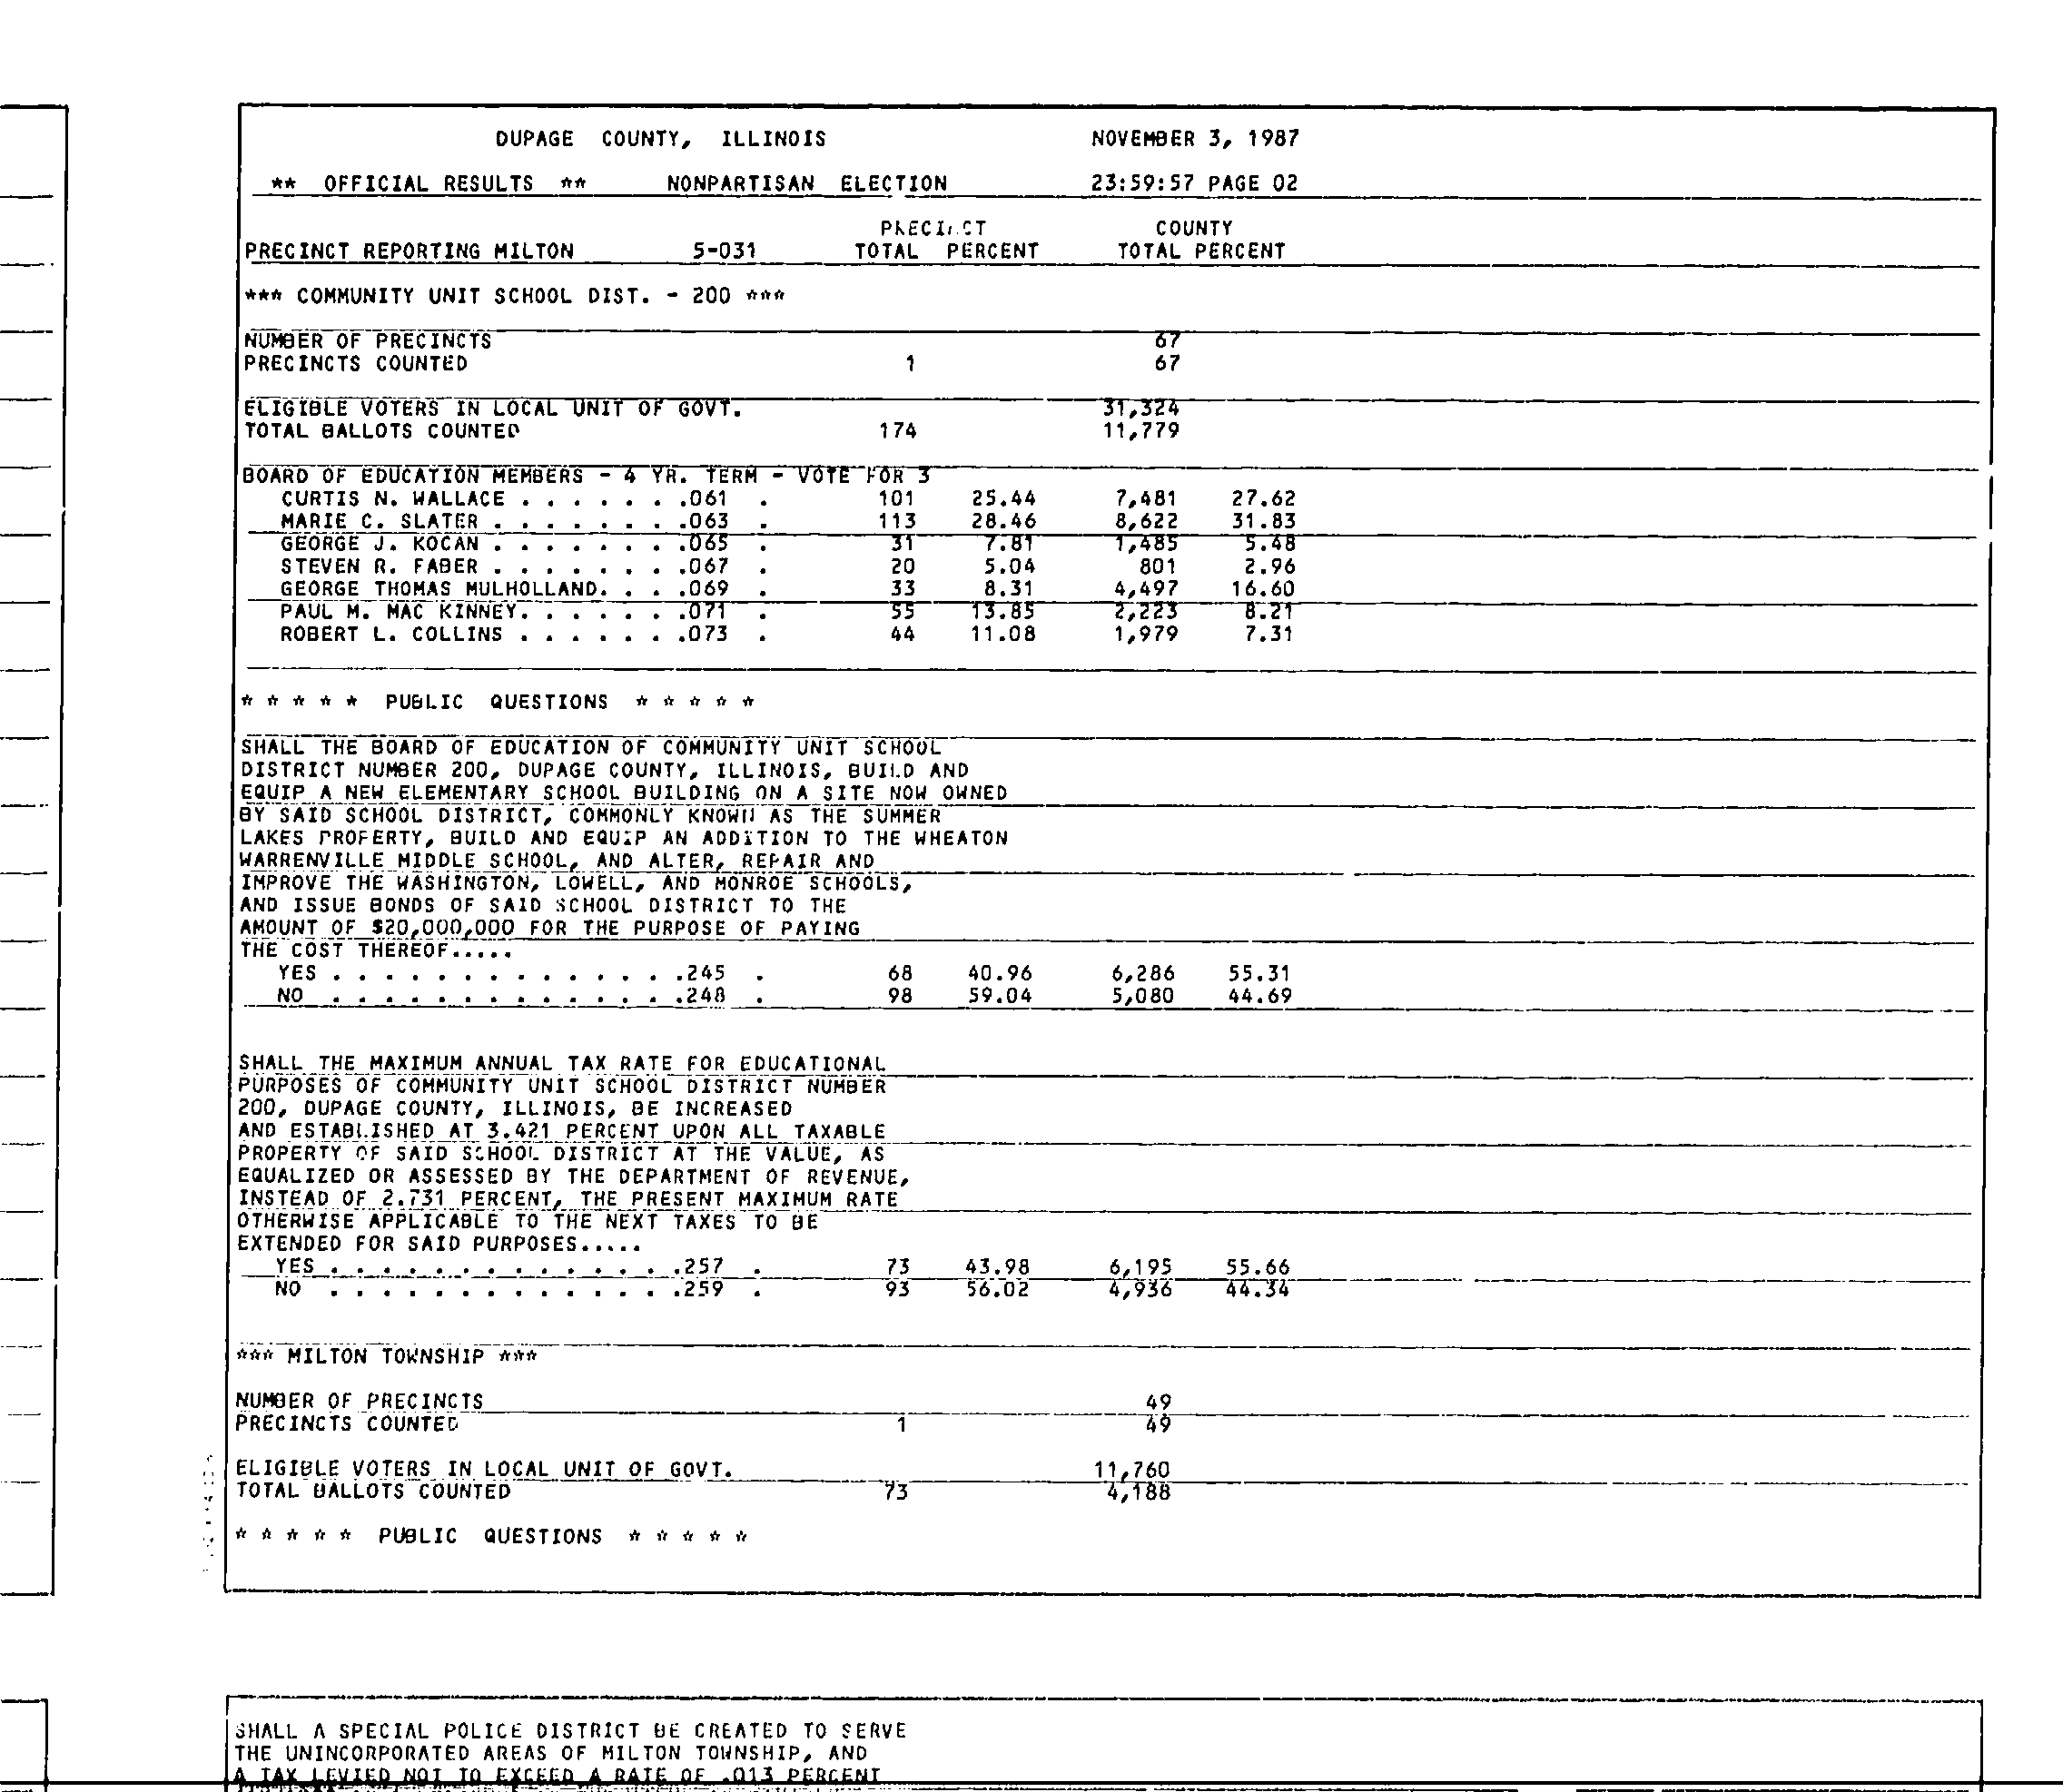 DUPAGE COUNTY, ILLINOIS NOVEMBER 3, 1987
** OFFICIAL RESULTS ** NONPARTISAN ELECTION 23:59:57 PAGE 02
PRECINCT COUNTY
PRECINCT REPORTING MILTON 5-031 TOTAL PERCENT TOTAL PERCENT
*** COMMUNITY UNIT SCHOOL DIST. - 200 ***
NUMBER OF PRECINCTS 67
PRECINCTS COUNTED 1 67
ELIGIBLE VOTERS IN LOCAL UNIT OF GOVT. 31,324
TOTAL BALLOTS COUNTED 174 11,779
BOARD OF EDUCATION MEMBERS - 4 YR. TERM - VOTE FOR 3
CURTIS N. WALLACE . . . . . . .061 . 101 25.44 7,481 27.62
MARIE C. SLATER . . . . . . . .063 . 113 28.46 8,622 31.83
GEORGE J. KOCAN . . . . . . . .065 . 31 7.81 1,485 5.48
STEVEN R. FABER . . . . . . . .067 . 20 5.04 801 2.96
GEORGE THOMAS MULHOLLAND. . . .069 . 33 8.31 4,497 16.60
PAUL M. MAC KINNEY. . . . . . .071 . 55 13.85 2,223 8.21
ROBERT L. COLLINS . . . . . . .073 . 44 11.08 1,979 7.31
* * * * * PUBLIC QUESTIONS * * * * *
SHALL THE BOARD OF EDUCATION OF COMMUNITY UNIT SCHOOL
DISTRICT NUMBER 200, DUPAGE COUNTY, ILLINOIS, BUILD AND
EQUIP A NEW ELEMENTARY SCHOOL BUILDING ON A SITE NOW OWNED
BY SAID SCHOOL DISTRICT, COMMONLY KNOWN AS THE SUMMER
LAKES PROPERTY, BUILD AND EQUIP AN ADDITION TO THE WHEATON
WARRENVILLE MIDDLE SCHOOL, AND ALTER, REPAIR AND
IMPROVE THE WASHINGTON, LOWELL, AND MONROE SCHOOLS,
AND ISSUE BONDS OF SAID SCHOOL DISTRICT TO THE
AMOUNT OF $20,000,000 FOR THE PURPOSE OF PAYING
THE COST THEREOF.....
YES . . . . . . . . . . . . . .245 . 68 40.96 6,286 55.31
NO . . . . . . . . . . . . . .248 . 98 59.04 5,080 44.69
SHALL THE MAXIMUM ANNUAL TAX RATE FOR EDUCATIONAL
PURPOSES OF COMMUNITY UNIT SCHOOL DISTRICT NUMBER
200, DUPAGE COUNTY, ILLINOIS, BE INCREASED
AND ESTABLISHED AT 3.421 PERCENT UPON ALL TAXABLE
PROPERTY OF SAID SCHOOL DISTRICT AT THE VALUE, AS
EQUALIZED OR ASSESSED BY THE DEPARTMENT OF REVENUE,
INSTEAD OF 2.731 PERCENT, THE PRESENT MAXIMUM RATE
OTHERWISE APPLICABLE TO THE NEXT TAXES TO BE
EXTENDED FOR SAID PURPOSES.....
YES . . . . . . . . . . . . . .257 . 73 43.98 6,195 55.66
NO . . . . . . . . . . . . . .259 . 93 56.02 4,936 44.34
*** MILTON TOWNSHIP ***
NUMBER OF PRECINCTS 49
PRECINCTS COUNTED 1 49
ELIGIBLE VOTERS IN LOCAL UNIT OF GOVT. 11,760
TOTAL BALLOTS COUNTED 73 4,188
* * * * * PUBLIC QUESTIONS * * * * *
SHALL A SPECIAL POLICE DISTRICT BE CREATED TO SERVE
THE UNINCORPORATED AREAS OF MILTON TOWNSHIP, AND
A TAX LEVIED NOT TO EXCEED A RATE OF .013 PERCENT